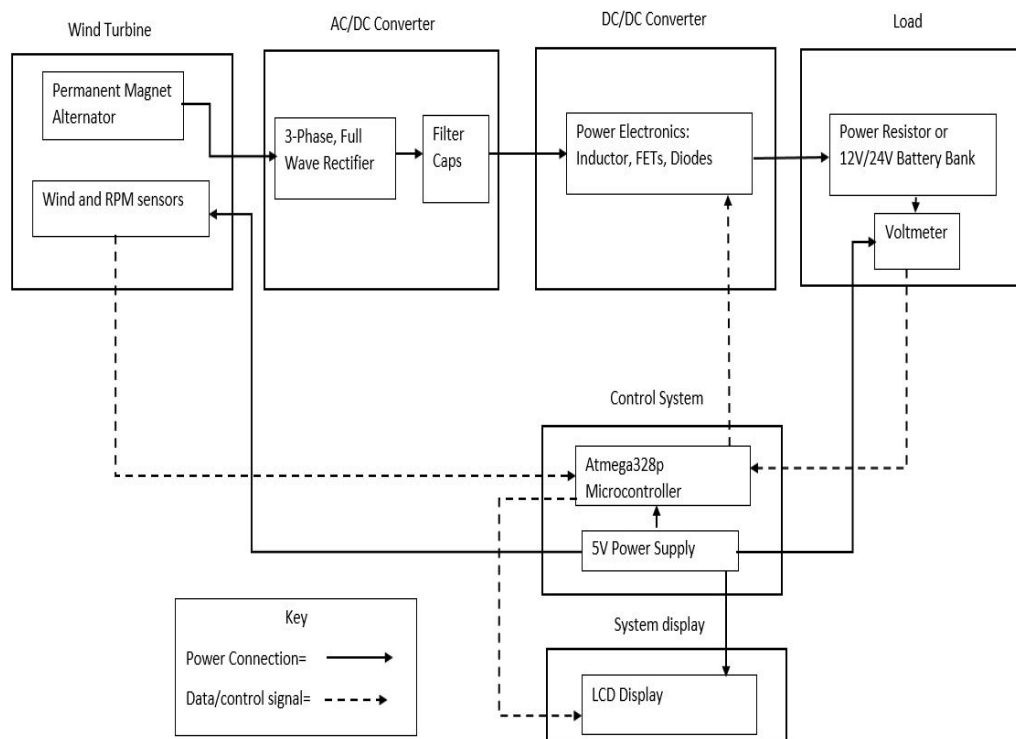 Wind Turbine
AC/DC Converter
DC/DC Converter
Load
Permanent Magnet
Alternator
3-Phase, Full
Wave Rectifier
Filter
Caps
Power Electronics:
Inductor, FETs, Diodes
Power Resistor or
12V/24V Battery Bank
Wind and RPM sensors
Voltmeter
Control System
Atmega328p
Microcontroller
5V Power Supply
System display
LCD Display
Key
Power Connection=
Data/control signal=